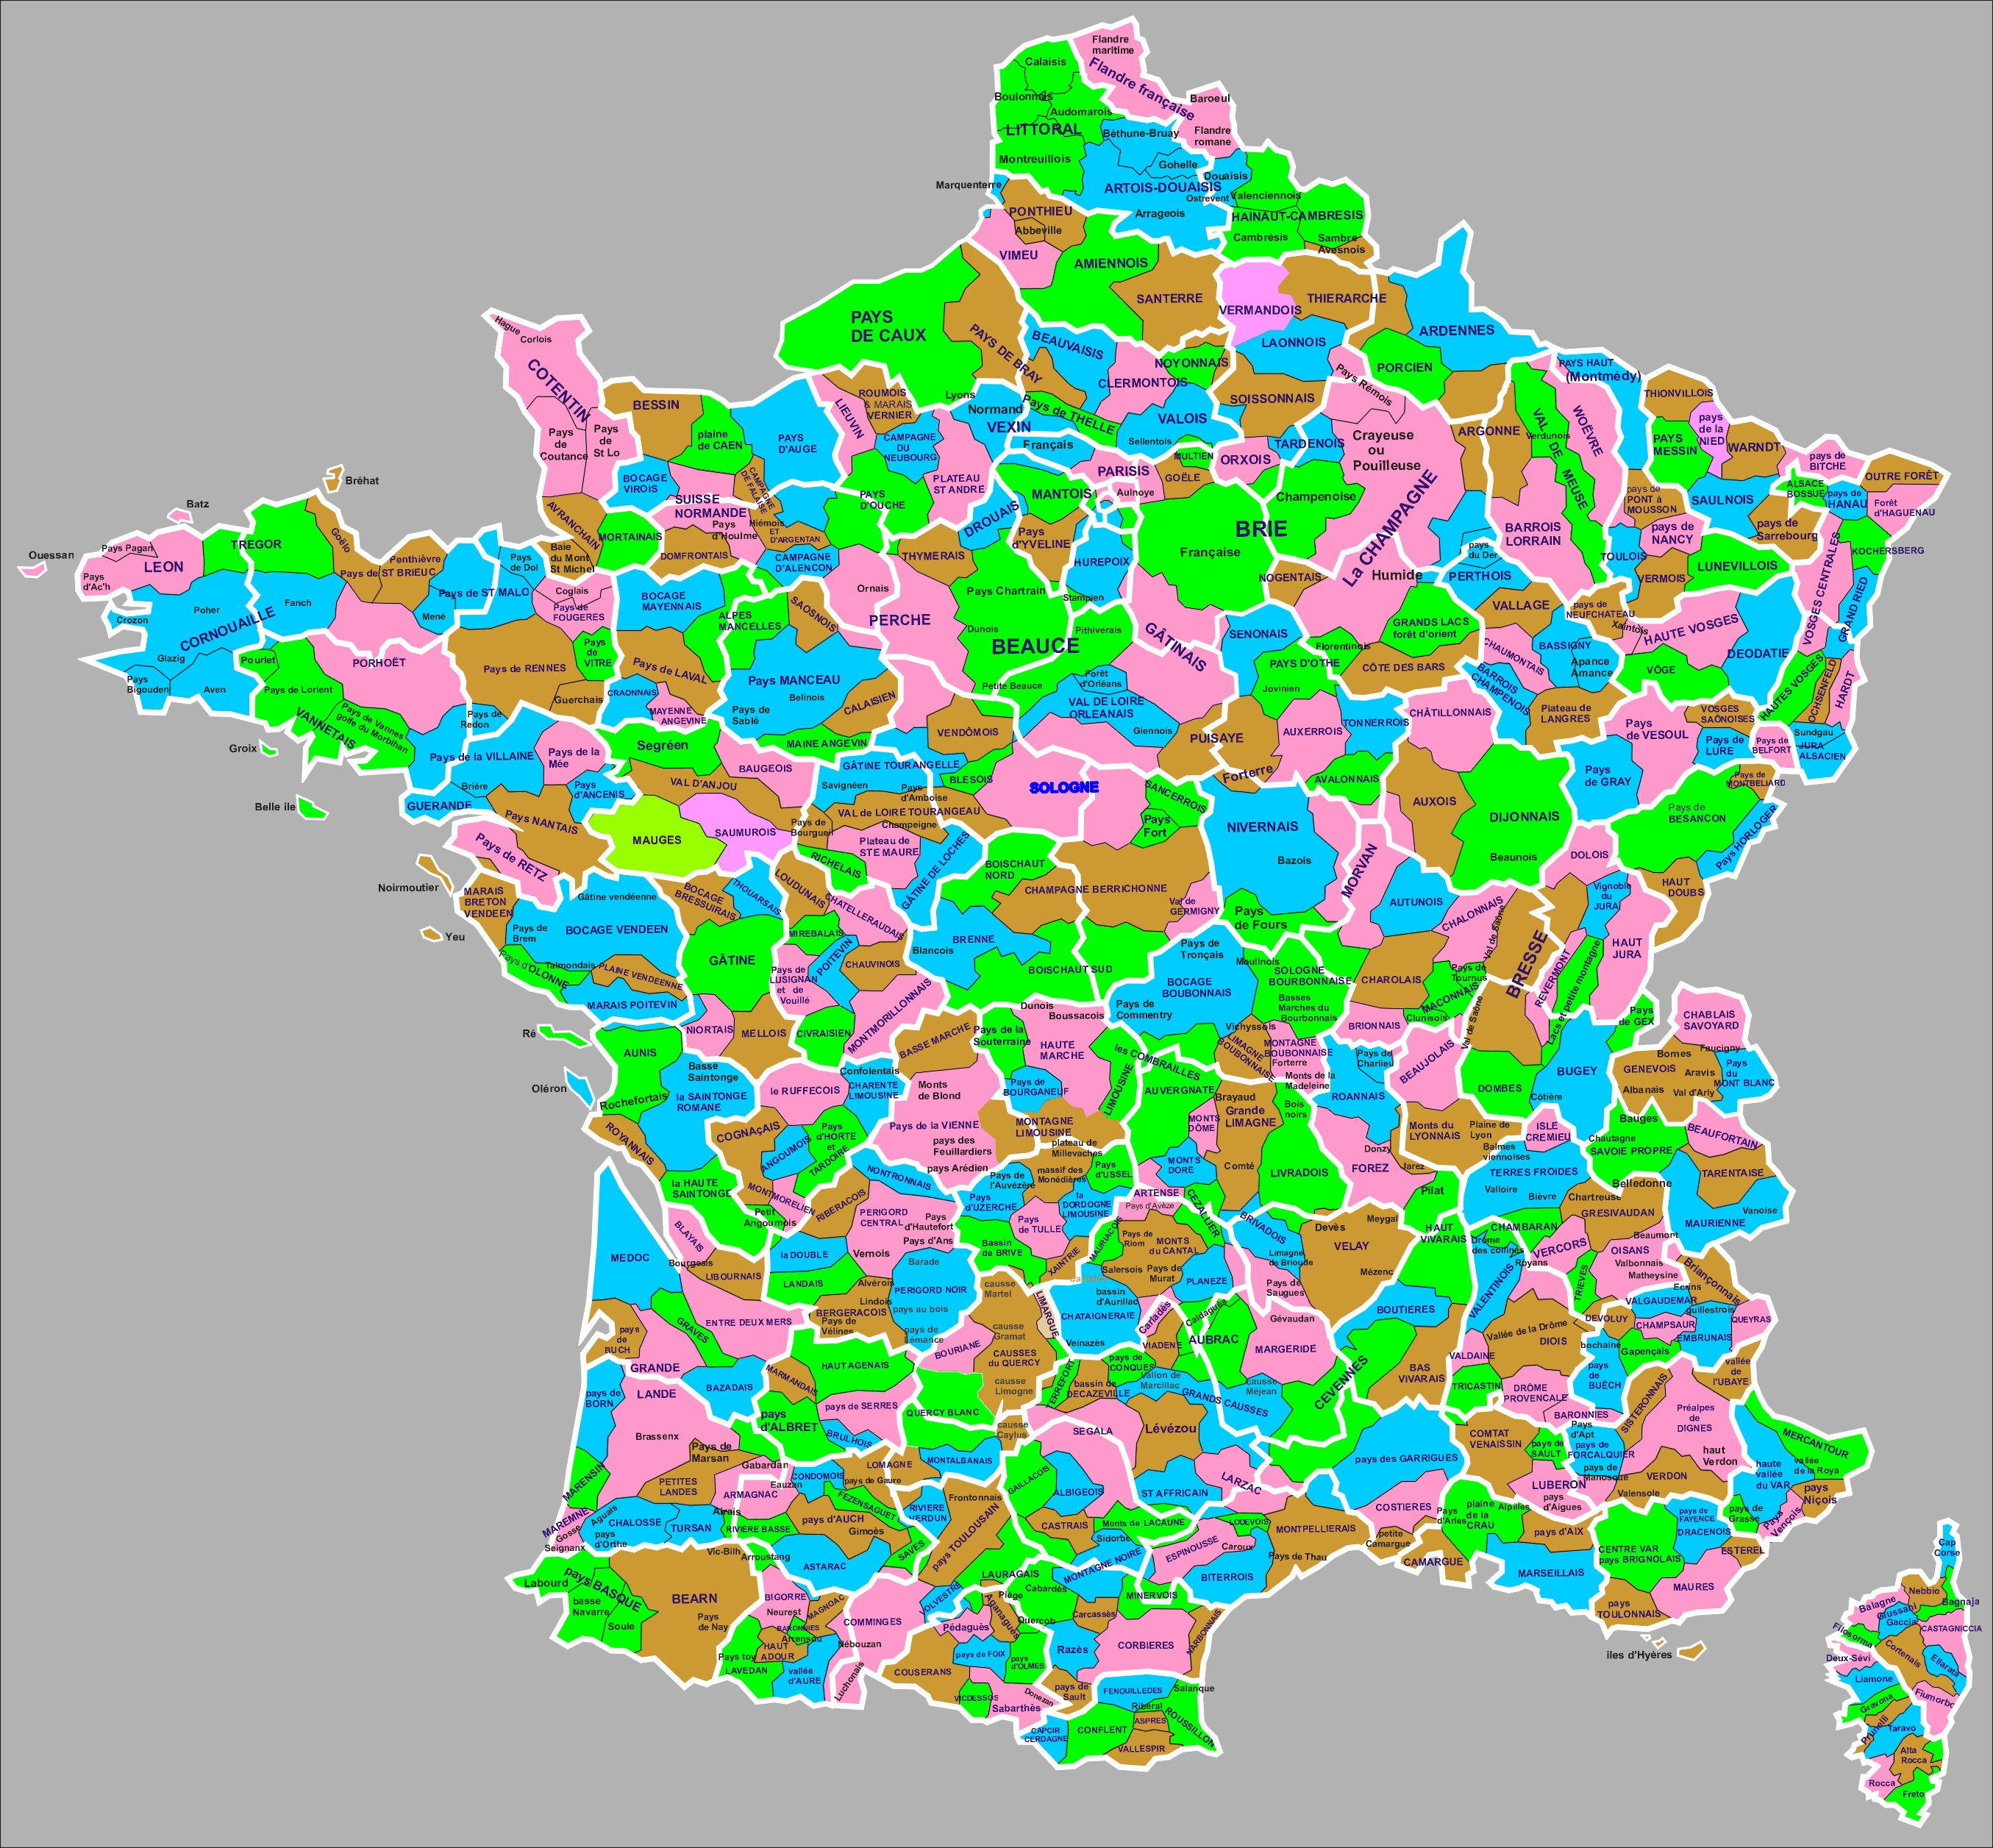 Flandre
maritime
Flandre française
Calaisis
Boulonnais
Audomarois
LITTORAL
Montreuillois
Baroeul
Flandre
romane
Béthune-Bruay
Gohelle
Douaisis
ARTOIS-DOUAISIS
Ostrevent
Valenciennois
Arrageois
HAINAUT-CAMBRESIS
Cambrésis
Sambre
Avesnois
Marquenterre
PONTHIEU
Abbeville
VIMEU
AMIENNOIS
SANTERRE
VERMANDOIS
THIERARCHE
ARDENNES
LAONNOIS
PORCIEN
PAYS
DE CAUX
PAYS DE BRAY
BEAUVAISIS
NOYONNAIS
CLERMONTOIS
Pays de THELLE
VALOIS
SOISSONNAIS
Pays Rémois
Sellentois
TARDENOIS
MULTIEN
ORXOIS
GOËLE
PARISIS
Aulnoye
Lyons
Normand
VEXIN
Français
ROUMOIS
& MARAIS
VERNIER
LIEUVIN
CAMPAGNE
DU
NEUBOURG
PLATEAU
ST ANDRE
PAYS
D'OUCHE
PAYS
D'AUGE
Hague
Corlois
COTENTIN
Pays
de
Coutance
Pays
de
St Lo
BESSIN
plaine
de CAEN
BOCAGE
VIROIS
SUISSE
NORMANDE
CAMPAGNE
DE FALAISE
Hiémois
ET
D'ARGENTAN
Pays
d'Houlme
DOMFRONTAIS
CAMPAGNE
D'ALENCON
AVRANCHAIN
MORTAINAIS
Baie
du Mont
St Michel
Crayeuse
ou
Pouilleuse
La CHAMPAGNE
Humide
Champenoise
BRIE
Française
NOGENTAIS
ARGONNE
VAL DE MEUSE
Verdunois
WOËVRE
PAYS HAUT
(Montmédy)
THIONVILLOIS
PAYS
MESSIN
pays
de la
NIED
WARNDT
pays de
BITCHE
OUTRE FORÊT
ALSACE
BOSSUE
pays de
HANAU
Forêt
d'HAGUENAU
SAULNOIS
pays de
PONT à
MOUSSON
pays de
NANCY
pays de
Sarrebourg
KOCHERSBERG
BARROIS
LORRAIN
TOULOIS
VERMOIS
LUNEVILLOIS
VOSGES CENTRALES
GRAND RIED
pays
du Der
PERTHOIS
VALLAGE
pays de
NEUFCHATEAU
Xaintois
HAUTE VOSGES
DEODATIE
VÔGE
HAUTES VOSGES
OCHSENFELD
HARDT
Sundgau
JURA
ALSACIEN
GRANDS LACS
forêt d'orient
CHAUMONTAIS
BASSIGNY
Apance
Amance
CÔTE DES BARS
BARROIS
CHAMPENOIS
Plateau de
LANGRES
VOSGES
SAÔNOISES
Pays de
BELFORT
Pays de
LURE
Pays
de VESOUL
Pays de
MONTBELIARD
Pays
de GRAY
Pays de
BESANCON
Pays HORLOGER
DOLOIS
HAUT
DOUBS
Vignoble
du
JURA
HAUT
JURA
REVERMONT
Lacs et petite montagne
Pays
de GEX
MANTOIS
Pays
d'YVELINE
DROUAIS
THYMERAIS
HUREPOIX
Stampien
Pays Chartrain
Dunois
BEAUCE
Pithiverais
Petite Beauce
GÂTINAIS
SENONAIS
Florentinois
PAYS D'OTHE
Jovinien
Forêt
d'Orléans
VAL DE LOIRE
ORLEANAIS
Giennois
PUISAYE
AUXERROIS
TONNERROIS
CHÂTILLONNAIS
Forterre
AVALONNAIS
AUXOIS
DIJONNAIS
Beaunois
Ornais
PERCHE
ALPES
MANCELLES
SAOSNOIS
Pays MANCEAU
Belinois
Pays de
Sablé
CALAISIEN
MAINE ANGEVIN
VENDÔMOIS
BOCAGE
MAYENNAIS
Pays de LAVAL
CRAONNAIS
MAYENNE
ANGEVINE
Ouessant
Batz
Bréhat
Pays Pagan
LEON
Pays
d'Ac'h
TREGOR
Goëlo
Penthièvre
Pays de ST BRIEUC
Pays
de Dol
Pays de ST MALO
Mené
Coglais
Pays de
FOUGERES
Pays
de
VITRE
Pays de RENNES
Guerchais
Poher
Fanch
Crozon
CORNOUAILLE
Glazig
Pourlet
Pays
Bigouden
Aven
PORHOËT
Pays de Lorient
Pays de Vannes
golfe du Morbihan
VANNETAIS
Groix
Belle ile
Pays de
Redon
Pays de la VILLAINE
Pays de la
Mée
Brière
Pays
d'ANCENIS
GUERANDE
Pays NANTAIS
Pays de RETZ
Noirmoutier
Yeu
Segréen
BAUGEOIS
VAL D'ANJOU
MAUGES
SAUMUROIS
GÂTINE TOURANGELLE
Savignéen
Pays
d'Amboise
VAL de LOIRE TOURANGEAU
Champeigne
Pays de
Bourgueil
Plateau de
STE MAURE
RICHELAIS
GÂTINE DE LOCHES
BLESOIS
SOLOGNE
SANCERROIS
Pays
Fort
NIVERNAIS
Bazois
MORVAN
AUTUNOIS
BOISCHAUT
NORD
CHAMPAGNE BERRICHONNE
Val de
GERMIGNY
Pays
de Fours
Blancois
BRENNE
BOISCHAUT SUD
Pays de
Tronçais
Moulinois
BOCAGE
BOUBONNAIS
SOLOGNE
BOURBONNAISE
Basses
Marches du
Bourbonnais
Pays de
Commentry
CHALONNAIS
Val de Saône
BRESSE
CHAROLAIS
Pays de
Tournus
MACONNAIS
Clunisois
BRIONNAIS
BEAUJOLAIS
Val de Saône
DOMBES
Côtière
BUGEY
MARAIS
BRETON
VENDEEN
Gâtine vendéenne
BOCAGE VENDEEN
Pays de
Brem
Pays d'OLONNE
Talmondais
PLAINE VENDEENNE
MARAIS POITEVIN
BOCAGE
BRESSUIRAIS
THOUARSAIS
LOUDUNAIS
CHATELLERAUDAIS
MIREBALAIS
POITEVIN
CHAUVINOIS
GÂTINE
Pays de
LUSIGNAN
et de
Vouillé
MONTMORILLONNAIS
NIORTAIS
MELLOIS
CIVRAISIEN
Ré
Oléron
AUNIS
Rochefortais
Basse
Saintonge
la SAINTONGE
ROMANE
ROYANNAIS
la HAUTE
SAINTONGE
le RUFFECOIS
Confolentais
CHARENTE
LIMOUSINE
COGNAçAIS
ANGOUMOIS
Pays
d'HORTE
et
TARDOIRE
MONTMORELIEN
Petit
Angoumois
BASSE MARCHE
Pays de la
Souterraine
Dunois
Boussacois
HAUTE
MARCHE
Monts
de Blond
Pays de
BOURGANEUF
Pays de la VIENNE
pays des
Feuillardiers
pays Arédien
MONTAGNE
LIMOUSINE
plateau de
Millevaches
les COMBRAILLES
LIMOUSINE
AUVERGNATE
Vichyssois
LIMAGNE
BOUBONNAISE
MONTAGNE
BOUBONNAISE
Forterre
Monts de la
Madeleine
Pays de
Charlieu
ROANNAIS
Brayaud
Grande
LIMAGNE
Bois
noirs
MONTS
DÔME
MONTS
DORE
Comté
LIVRADOIS
FOREZ
Donzy
Jarez
Pilat
Monts du
LYONNAIS
Plaine de
Lyon
Balmes
viennoises
ISLE
CREMIEU
TERRES FROIDES
Valloire
Bièvre
CHAMBARAN
Drôme
des collines
CHABLAIS
SAVOYARD
Faucigny
Bornes
GENEVOIS
Aravis
Albanais
Val d'Arly
Pays
du
MONT BLANC
Bauges
Chautagne
SAVOIE PROPRE
BEAUFORTAIN
TARENTAISE
Belledonne
Chartreuse
GRESIVAUDAN
Vanoise
MAURIENNE
Beaumont
VERCORS
Royans
OISANS
Valbonnais
Matheysine
TRIEVES
Briançonnais
Ecrins
VALGAUDEMAR
guillestrois
QUEYRAS
DEVOLUY
CHAMPSAUR
EMBRUNAIS
Gapençais
bochaine
pays
de
BUËCH
vallée
de
l'UBAYE
NONTRONNAIS
RIBERACOIS
PERIGORD
CENTRAL
Pays
d'Hautefort
Pays d'Ans
Vernois
la DOUBLE
LANDAIS
Barade
PERIGORD NOIR
pays au bois
Alvérois
Lindois
BERGERACOIS
Pays de
Vélines
pays de
Lémance
Pays de
l'Auvézère
Pays
d'UZERCHE
massif des
Monédières
Pays
d'USSEL
la
DORDOGNE
LIMOUSINE
Pays
de TULLE
Bassin
de BRIVE
XAINTRIE
ARTENSE
Pays d'Avèze
CEZALLIER
MAURIACOIS
Pays de
Riom
MONTS
du CANTAL
Salersois
Pays de
Murat
PLANEZE
bassin
d'Aurillac
CHATAIGNERAIE
Veinazès
Carladès
Caldaguès
BRIVADOIS
Limagne
de Brioude
Pays de
Saugues
Devès
Meygal
VELAY
Mézenc
HAUT
VIVARAIS
BOUTIERES
VALENTINOIS
Vallée de la Drôme
DIOIS
VALDAINE
BAS
VIVARAIS
TRICASTIN
DRÔME
PROVENCALE
BARONNIES
MEDOC
BLAYAIS
Bourgeais
LIBOURNAIS
ENTRE DEUX MERS
GRAVES
pays
de
BUCH
GRANDE
LANDE
pays de
BORN
BAZADAIS
MARMANDAIS
HAUT AGENAIS
pays de SERRES
pays
d'ALBRET
BRULHOIS
Brassenx
Pays de
Marsan
Gabardan
PETITES
LANDES
MARENSIN
MAREMNE
Gosse
Seignanx
Aguais
pays
d'Orthe
CHALOSSE
TURSAN
Airais
ARMAGNAC
Eauzan
CONDOMOIS
pays de Gaure
LOMAGNE
FEZENSAGUET
RIVIERE BASSE
pays d'AUCH
Gimoès
ASTARAC
SAVES
RIVIERE
VERDUN
Frontonnais
pays TOULOUSAIN
causse
Martel
LIMARGUE
causse
Gramat
BOURIANE
CAUSSES
du QUERCY
causse
Limogne
QUERCY BLANC
causse
Caylus
MONTALBANAIS
TERREFORT
pays de
CONQUES
VIADENE
AUBRAC
Gévaudan
MARGERIDE
bassin de
DECAZEVILLE
Vallon de
Marcillac
GRANDS CAUSSES
causse
Méjean
CEVENNES
SEGALA
Lévézou
LARZAC
ST AFFRICAIN
GAILLACOIS
ALBIGEOIS
CASTRAIS
Monts de LACAUNE
Sidorbe
MONTAGNE NOIRE
ESPINOUSSE
Caroux
LODEVOIS
BITERROIS
MONTPELLIERAIS
Pays de Thau
pays des GARRIGUES
COSTIERES
petite
Camargue
CAMARGUE
Pays
d'Arles
plaine
de la
CRAU
Alpilles
COMTAT
VENAISSIN
pays de
SAULT
Pays
d'Apt
pays de
FORCALQUIER
pays de
Manosque
LUBERON
pays
d'Aigues
SISTERONNAIS
Préalpes
de
DIGNES
haut
Verdon
VERDON
Valensole
MERCANTOUR
haute
vallée
du VAR
vallée
de la Roya
pays
Niçois
Pays
Vençois
pays de
Grasse
pays de
FAYENCE
DRACENOIS
ESTEREL
CENTRE VAR
pays BRIGNOLAIS
pays d'AIX
MARSEILLAIS
MAURES
pays
TOULONNAIS
iles d'Hyères
Labourd
pays BASQUE
basse
Navarre
Soule
BEARN
Vic-Bilh
Pays
de Nay
Arroustang
BIGORRE
Neurest
MAGNOAC
BARONNIES
Arrensou
HAUT
ADOUR
Pays toy
LAVEDAN
vallée
d'AURE
Nébouzan
COMMINGES
Luchonais
VOLVESTRE
COUSERANS
Pédaguès
pays de FOIX
pays
d'OLMES
VICDESSOS
Sabarthès
Donezan
LAURAGAIS
Piège
Aganaguès
Quercob
Cabardès
Carcassès
MINERVOIS
Razès
CORBIERES
NARBONNAIS
pays de
Sault
FENOUILLEDES
Salanque
Ribéral
ROUSSILLON
ASPRES
CONFLENT
VALLESPIR
CAPCIR
CERDAGNE
Cap
Corse
Nebbio
Bagnaja
Balagne
Giussani
Gaccia
CASTAGNICCIA
Filosorma
Cortenais
Deux-Sévi
Ellarata
Liamone
Fiumorbo
Gravona
Prunelli
Taravo
Alta
Rocca
Rocca
Freto